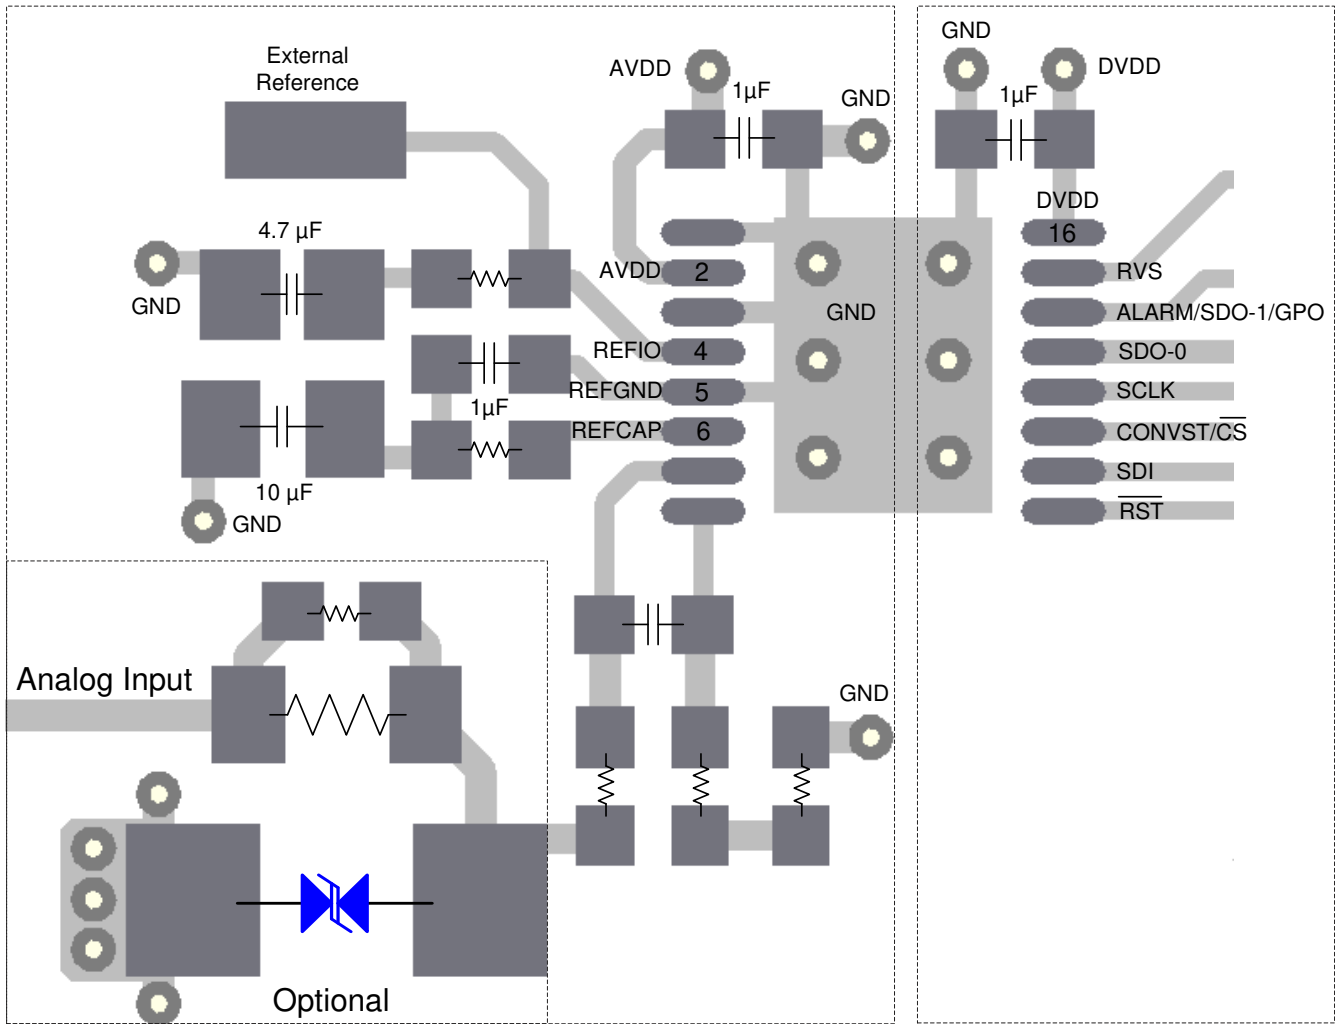 External
Reference
AVDD
1µF
GND
GND
1µF
DVDD
4.7 µF
GND
AVDD
2
REFIO
4
REFGND
5
1µF
REFCAP
6
10 µF
GND
GND
DVDD
16
RVS
ALARM/SDO-1/GPO
SDO-0
SCLK
CONVST/CS
SDI
RST
Analog Input
GND
Optional